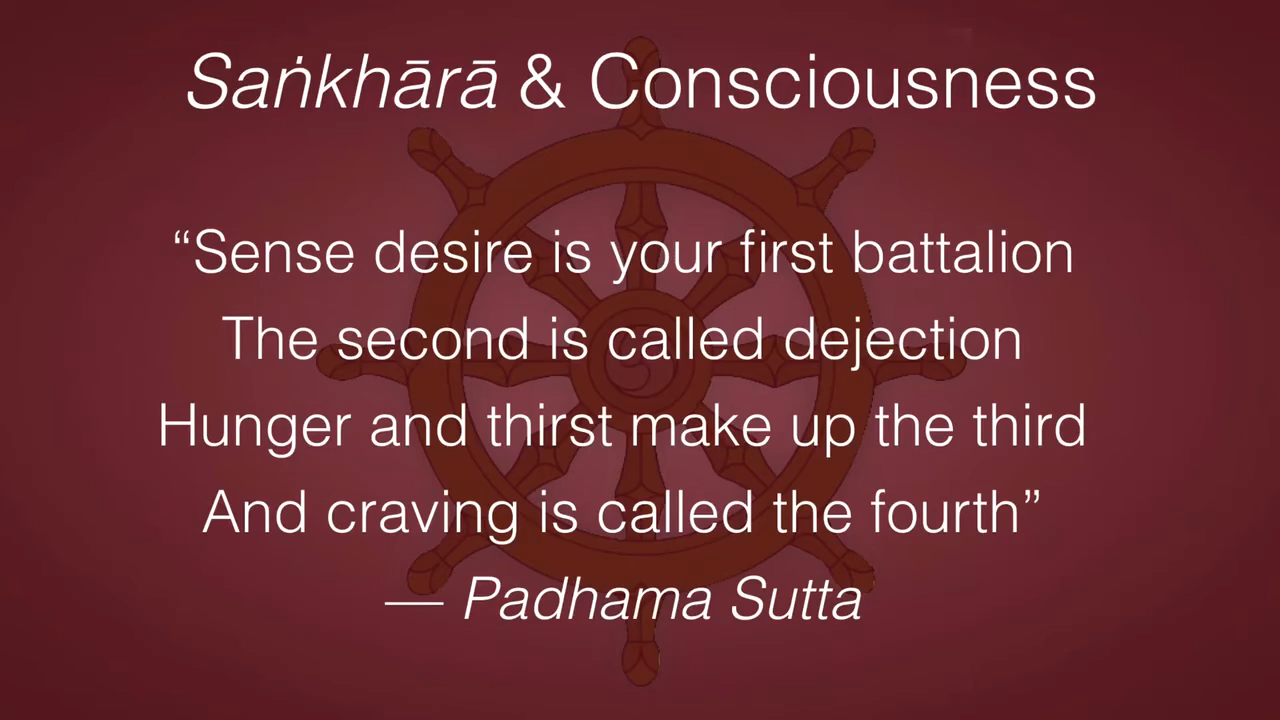 Saṅkhārā & Consciousness
“Sense desire is your first battalion
The second is called dejection
Hunger and thirst make up the third
And craving is called the fourth”
— Padhama Sutta